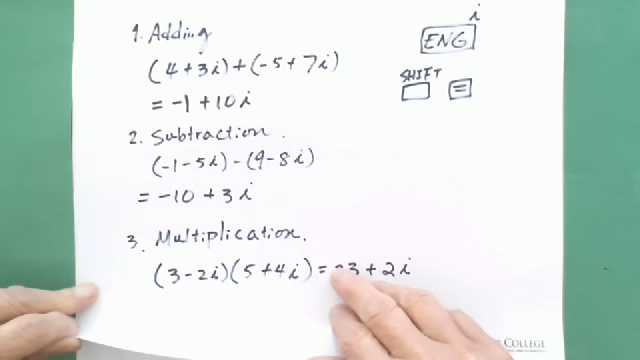 1. Adding
(4+3i)+(-5+7i)
= -1+10i
2. Subtraction.
(-1-5i)-(9-8i)
= -10+3i
3. Multiplication.
(3-2i)(5+4i)=23+2i
i
ENG
SHIFT
=
COLLEGE